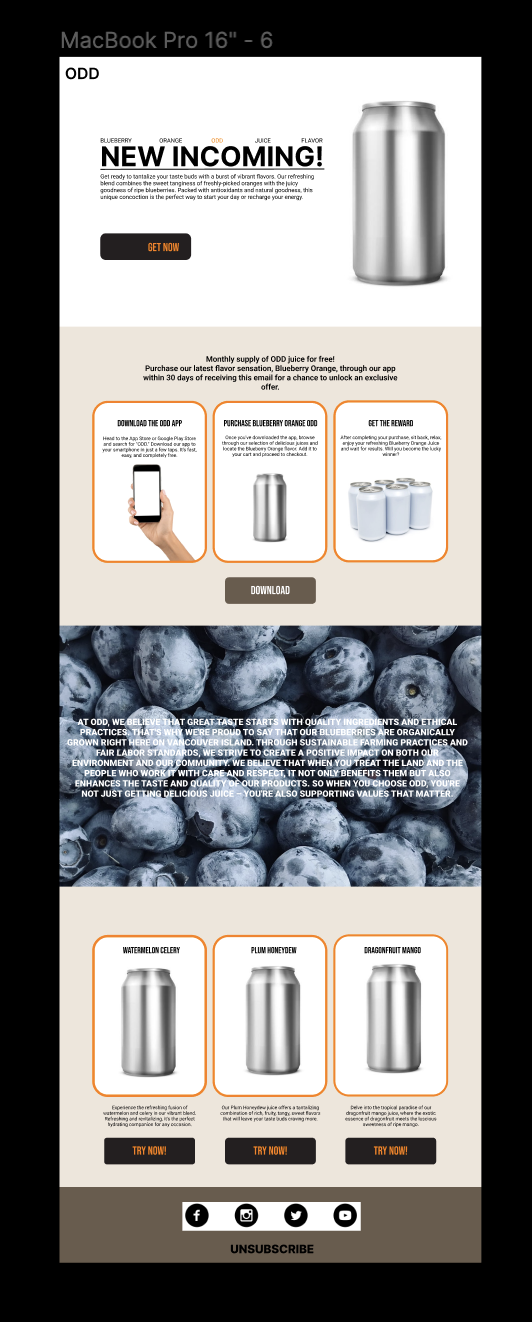 MacBook Pro 16" - 6
ODD
BLUEBERRY ORANGE ODD JUICE FLAVOR
NEW INCOMING!
Get ready to tantalize your taste buds with a burst of vibrant flavors. Our refreshing
blend combines the sweet tanginess of freshly-picked oranges with the juicy
goodness of ripe blueberries. Packed with antioxidants and natural goodness, this
unique concoction is the perfect way to start your day or recharge your energy.
GET NOW
Monthly supply of ODD juice for free!
Purchase our latest flavor sensation, Blueberry Orange, through our app
within 30 days of receiving this email for a chance to unlock an exclusive
offer.
DOWNLOAD THE ODD APP
Head to the App Store or Google Play Store
and search for "ODD." Download our app to
your smartphone in just a few taps. It's fast,
easy, and completely free.
PURCHASE BLUEBERRY ORANGE ODD
Once you've downloaded the app, browse
through our selection of delicious juices and
locate the Blueberry Orange flavor. Add it to
your cart and proceed to checkout.
GET THE REWARD
After completing your purchase, sit back, relax,
enjoy your refreshing Blueberry Orange Juice
and wait for results. Will you become the lucky
winner?
DOWNLOAD
AT ODD, WE BELIEVE THAT GREAT TASTE STARTS WITH QUALITY INGREDIENTS AND ETHICAL
PRACTICES. THAT'S WHY WE'RE PROUD TO SAY THAT OUR BLUEBERRIES ARE ORGANICALLY
GROWN RIGHT HERE ON VANCOUVER ISLAND. THROUGH SUSTAINABLE FARMING PRACTICES AND
FAIR LABOR STANDARDS, WE STRIVE TO CREATE A POSITIVE IMPACT ON BOTH OUR
ENVIRONMENT AND OUR COMMUNITY. WE BELIEVE THAT WHEN YOU TREAT THE LAND AND THE
PEOPLE WHO WORK IT WITH CARE AND RESPECT, IT NOT ONLY BENEFITS THEM BUT ALSO
ENHANCES THE TASTE AND QUALITY OF OUR PRODUCTS. SO WHEN YOU CHOOSE ODD, YOU'RE
NOT JUST GETTING DELICIOUS JUICE – YOU'RE ALSO SUPPORTING VALUES THAT MATTER.
WATERMELON CELERY
PLUM HONEYDEW
DRAGONFRUIT MANGO
Experience the refreshing fusion of
watermelon and celery in our vibrant blend.
Refreshing and revitalizing, it's the perfect
hydrating companion for any occasion.
Our Plum Honeydew juice offers a tantalizing
combination of rich, fruity, tangy, sweet flavors
that will leave your taste buds craving more.
Delve into the tropical paradise of our
dragonfruit mango juice, where the exotic
essence of dragonfruit meets the luscious
sweetness of ripe mango.
TRY NOW!
TRY NOW!
TRY NOW!
UNSUBSCRIBE